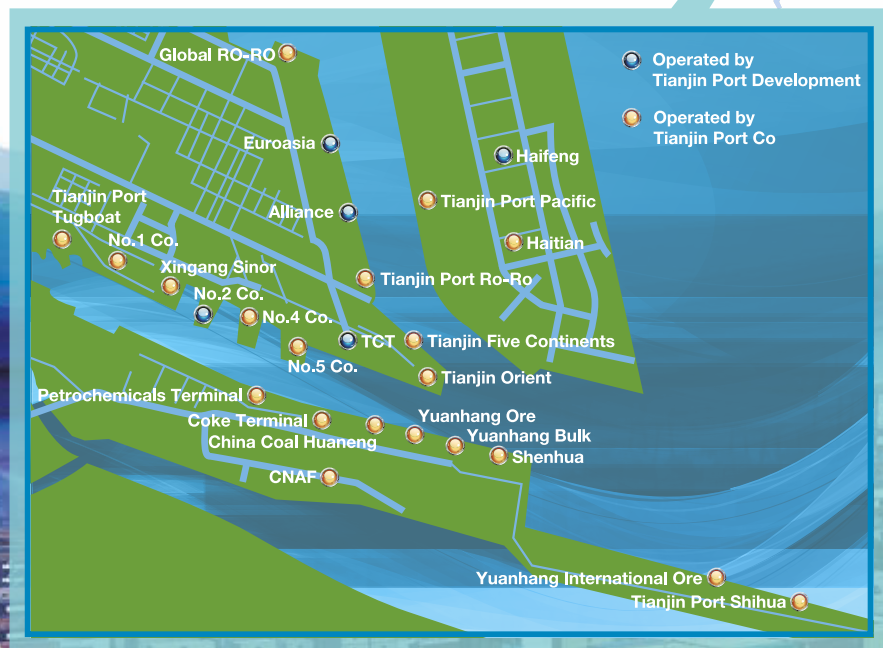 Global RO-RO
Operated by
Tianjin Port Development
Operated by
Tianjin Port Co
Euroasia
Haifeng
Tianjin Port
Tugboat
Tianjin Port Pacific
Alliance
No.1 Co.
Haitian
Xingang Sinor
Tianjin Port Ro-Ro
No.2 Co.
No.4 Co.
TCT
Tianjin Five Continents
No.5 Co.
Tianjin Orient
Petrochemicals Terminal
Coke Terminal
Yuanhang Ore
China Coal Huaneng
Yuanhang Bulk
Shenhua
CNAF
Yuanhang International Ore
Tianjin Port Shihua